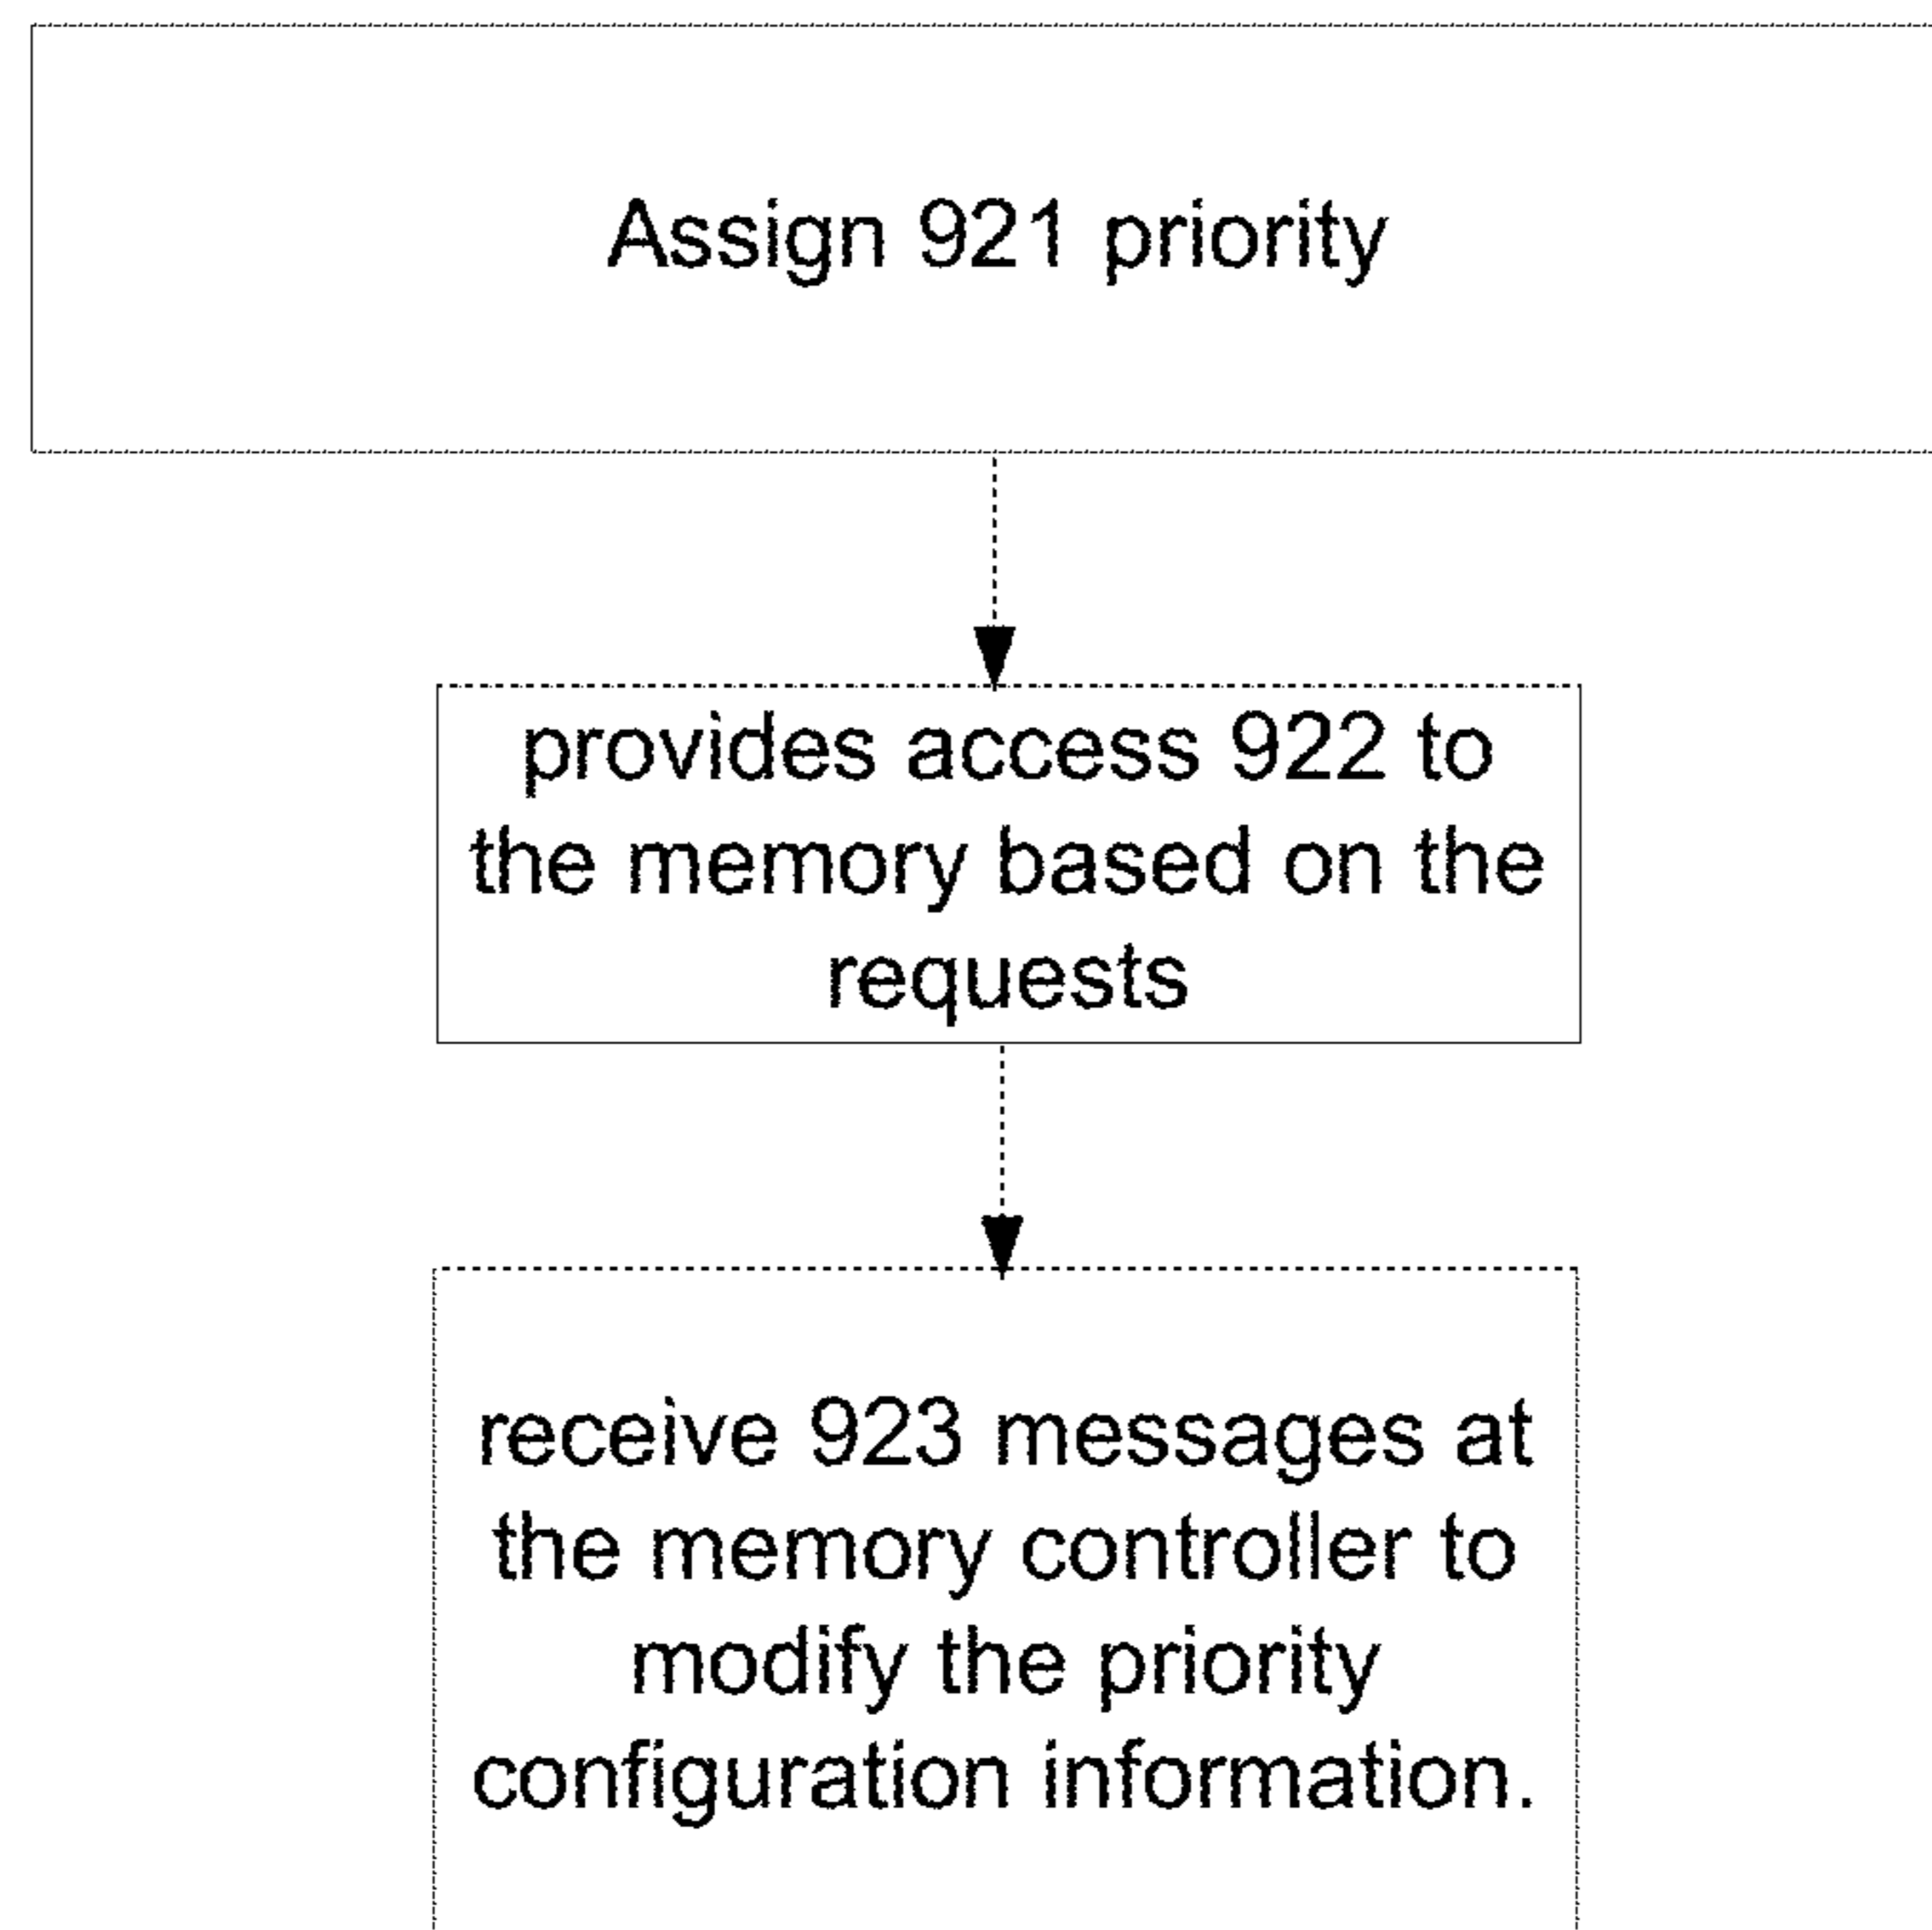 Assign 921 priority
provides access 922 to
the memory based on the
requests
receive 923 messages at
the memory controller to
modify the priority
configuration information.